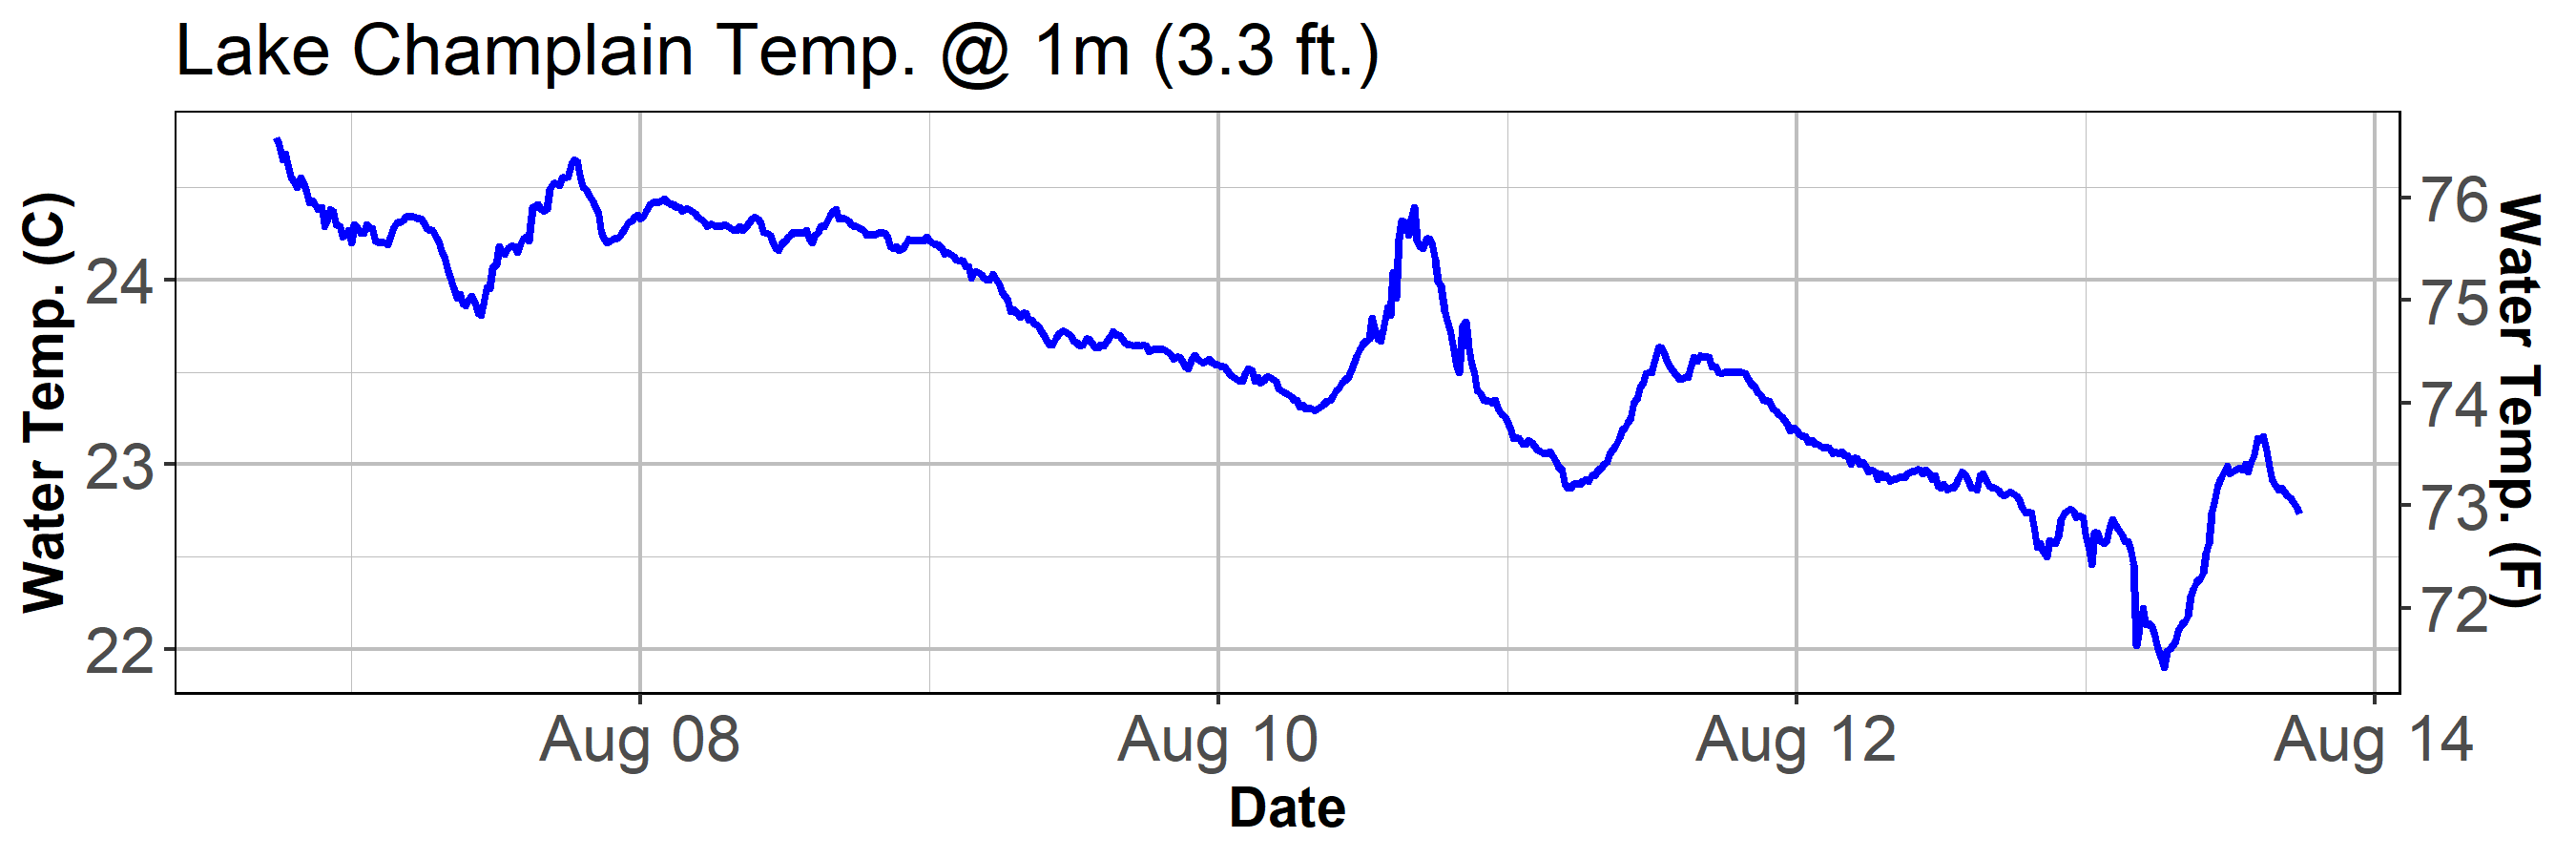 Lake Champlain Temp. @ 1m (3.3 ft.)
Water Temp. (C)
24
23
22
76
75
74
73
72
Water Temp. (F)
Aug 08 Aug 10 Aug 12 Aug 14
Date